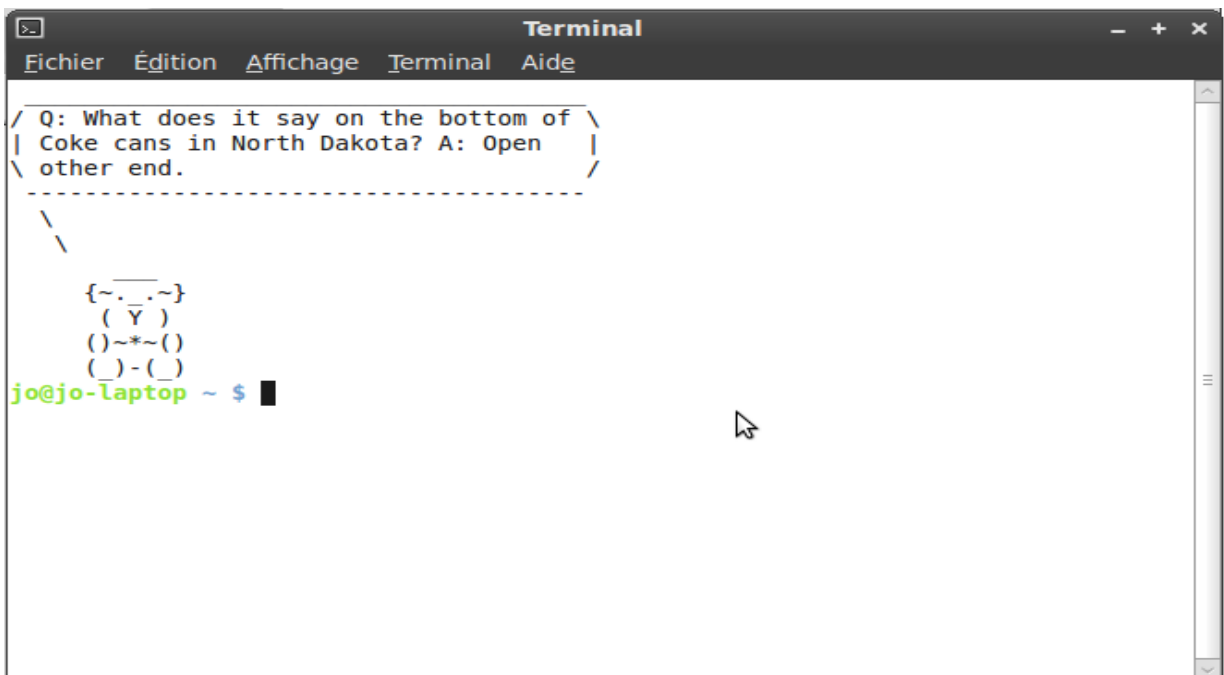 Terminal
Fichier Édition Affichage Terminal Aide
 ______________________________________
/ Q: What does it say on the bottom of \
| Coke cans in North Dakota? A: Open   |
\ other end.                           /
 --------------------------------------
  \
   \
       ___
     {~._.~}
      ( Y )
     ()~*~()
     (_)-(_)
jo@jo-laptop ~ $